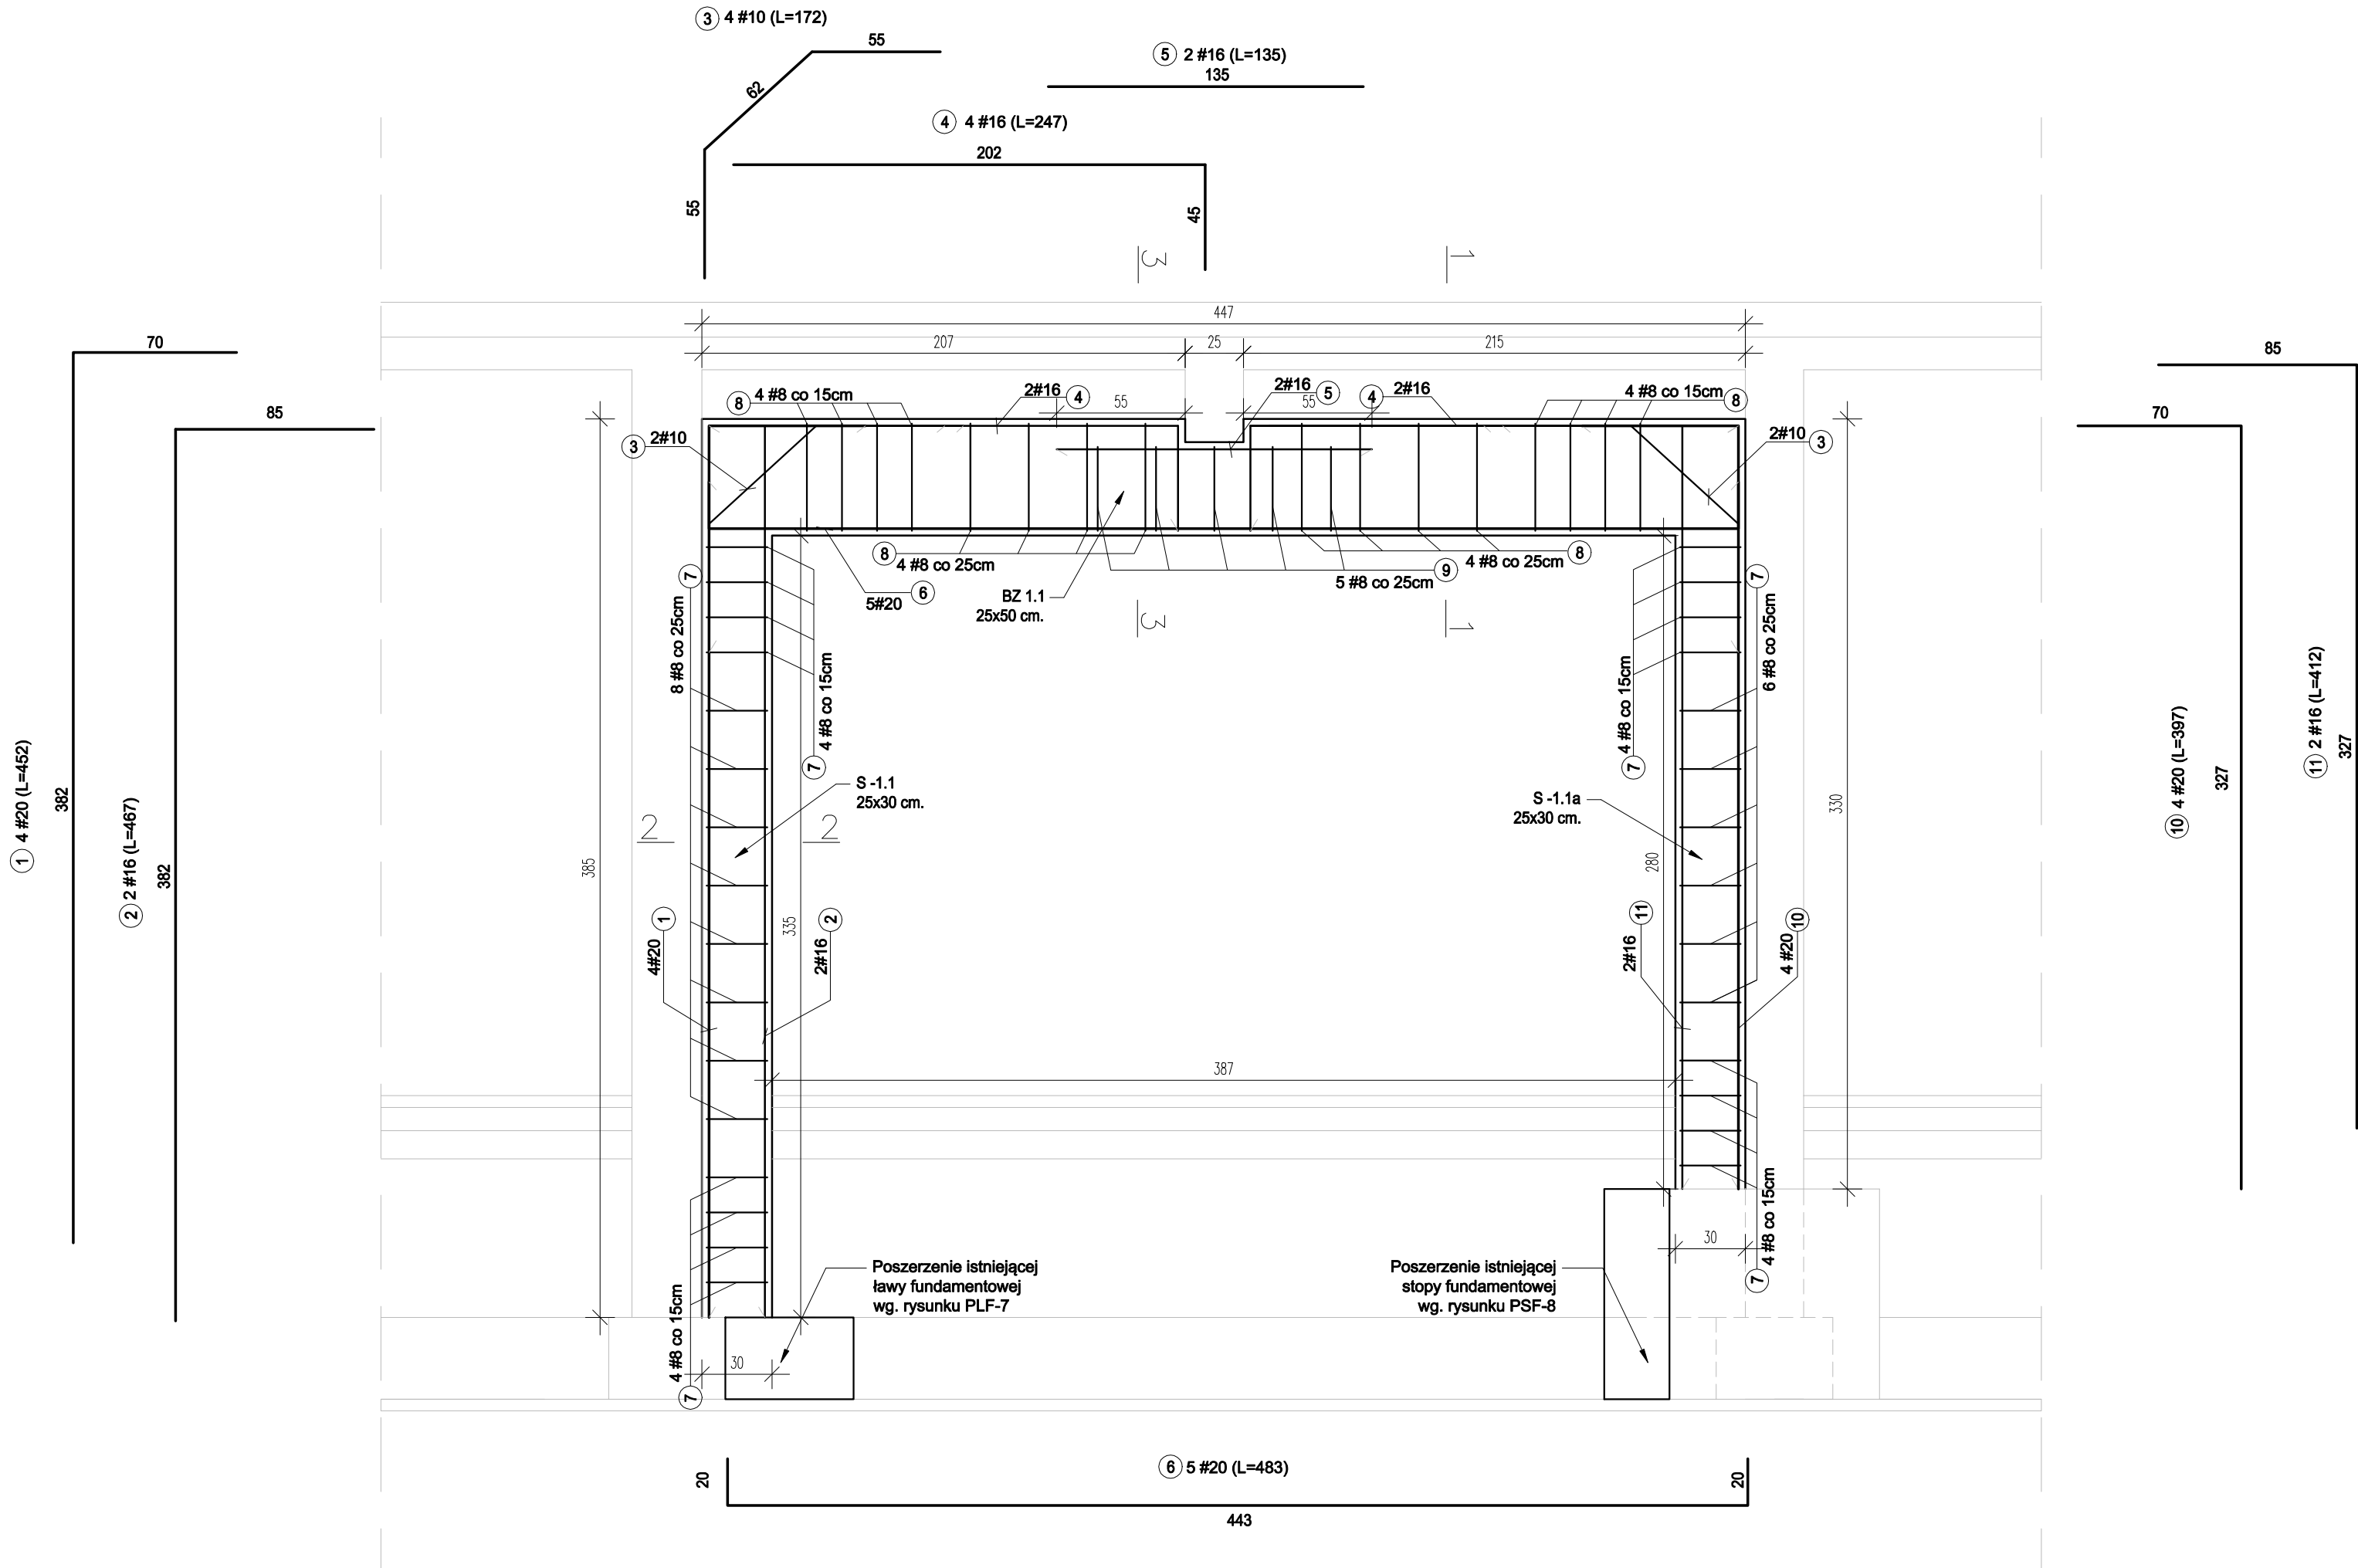 3 4 #10 (L=172)
55
62
55
5 2 #16 (L=135)
135
4 4 #16 (L=247)
202
45
3
1
447
207
25
215
70
85
382
382
1 4 #20 (L=452)
2 2 #16 (L=467)
85
70
327
327
10 4 #20 (L=397)
11 2 #16 (L=412)
8 4 #8 co 15cm
2#16 4
55
2#16 5
55
4 2#16
4 #8 co 15cm 8
3 2#10
2#10 3
8
4 #8 co 25cm
4 #8 co 25cm 8
5 #8 co 25cm 9
5#20 6
BZ 1.1
25x50 cm.
3
1
7
8 #8 co 25cm
4 #8 co 15cm
7
7
6 #8 co 25cm
4 #8 co 15cm
7
S -1.1
25x30 cm.
S -1.1a
25x30 cm.
2
2
385
335
280
330
1
4#20
2
2#16
11
2#16
10
4 #20
387
30
30
4 #8 co 15cm
7
4 #8 co 15cm
7
Poszerzenie istniejącej
ławy fundamentowej
wg. rysunku PLF-7
Poszerzenie istniejącej
stopy fundamentowej
wg. rysunku PSF-8
6 5 #20 (L=483)
20
20
443